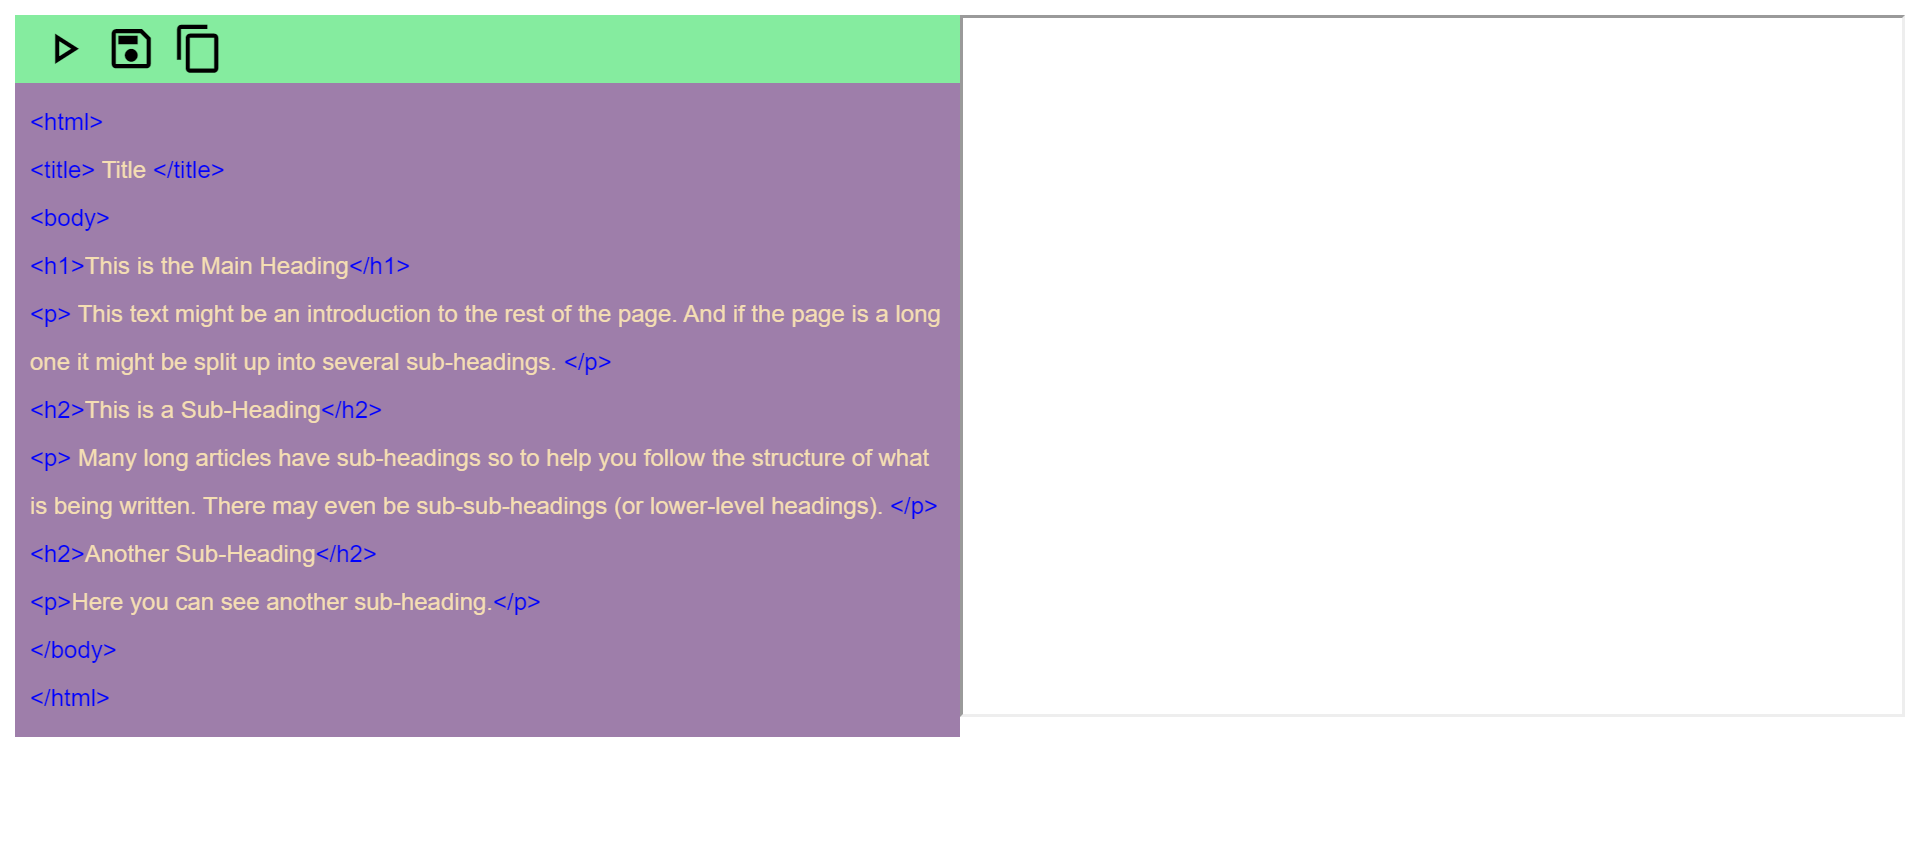 <html>
<title> Title </title>
<body>
<h1>This is the Main Heading</h1>
<p> This text might be an introduction to the rest of the page. And if the page is a long
one it might be split up into several sub-headings. </p>
<h2>This is a Sub-Heading</h2>
<p> Many long articles have sub-headings so to help you follow the structure of what
is being written. There may even be sub-sub-headings (or lower-level headings). </p>
<h2>Another Sub-Heading</h2>
<p>Here you can see another sub-heading.</p>
</body>
</html>